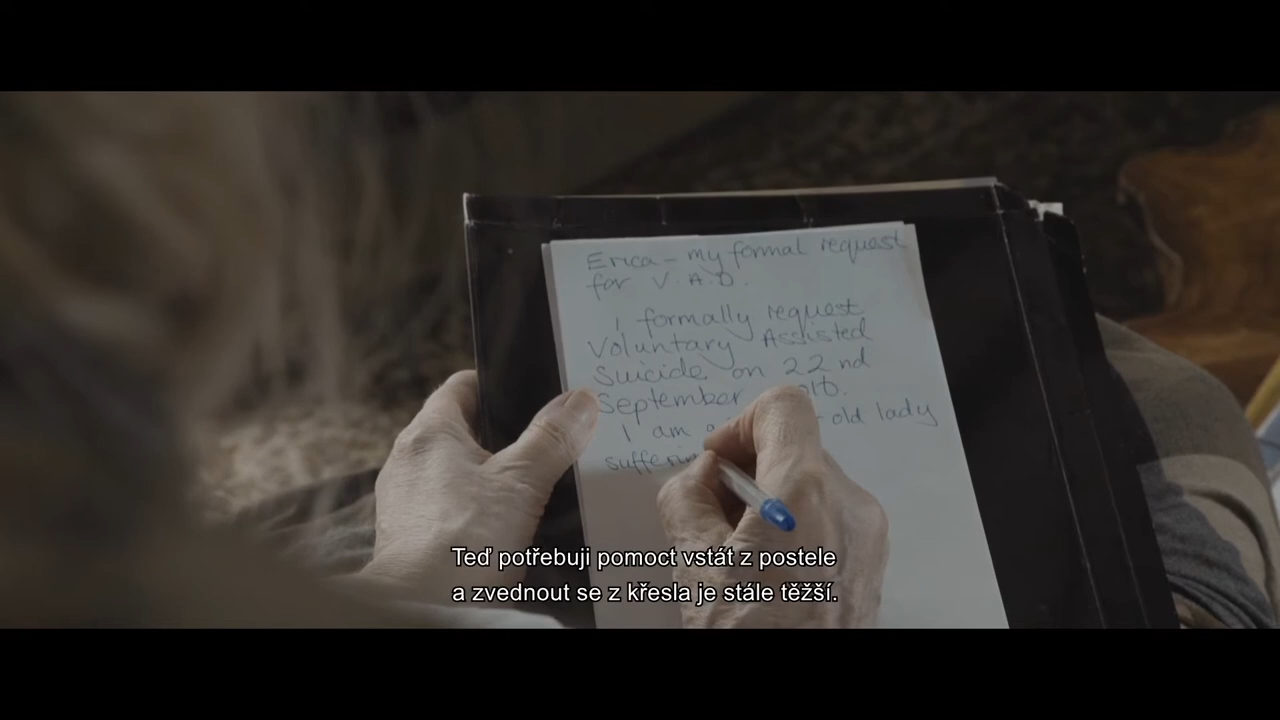 Erica – my formal request
for V.A.D.
I formally request
Voluntary Assisted
Suicide on 22nd
September
I am old lady
Teď potřebuji pomoct vstát z postele
a zvednout se z křesla je stále těžší.